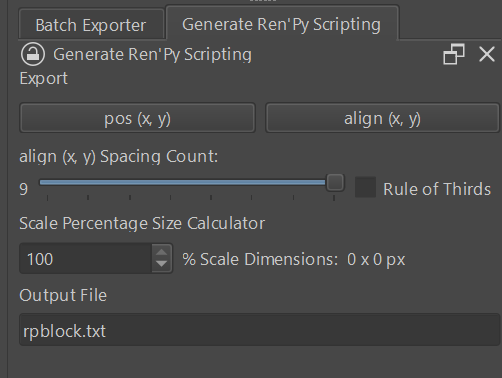 Batch Exporter
Generate Ren'Py Scripting
Generate Ren'Py Scripting
Export
pos (x, y)
align (x, y)
align (x, y) Spacing Count:
9
Rule of Thirds
Scale Percentage Size Calculator
100
% Scale Dimensions: 0 x 0 px
Output File
rpblock.txt